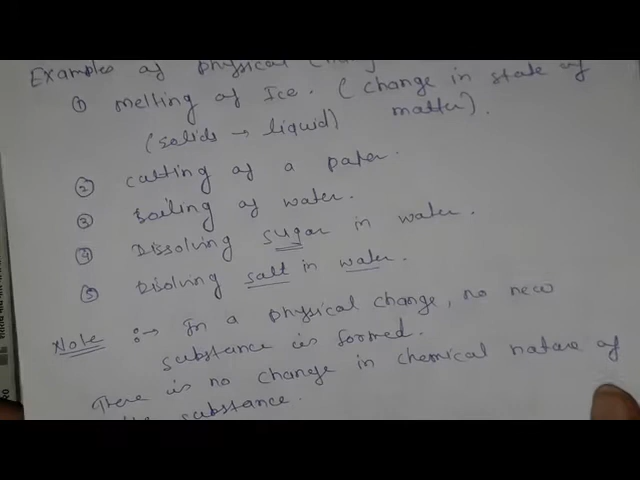 Examples of physical Chang
① Melting of Ice. (Change in state of
(solids → liquid) matter).
② Cutting of a paper.
③ Boiling of water.
④ Dissolving sugar in water.
⑤ Disolving salt in water.
Note :→ In a physical change, no new
substance is formed.
There is no change in chemical nature of
the substance.